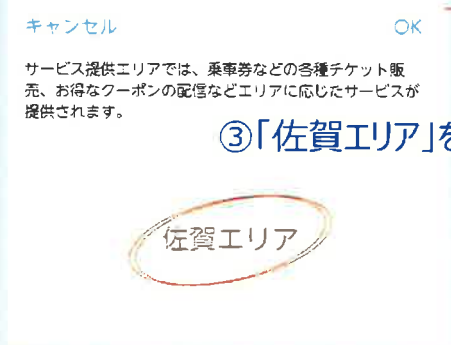 キャンセル OK
サービス提供エリアでは、乗車券などの各種チケット販
売、お得なクーポンの配信などエリアに応じたサービスが
提供されます。
③「佐賀エリア」を
佐賀エリア